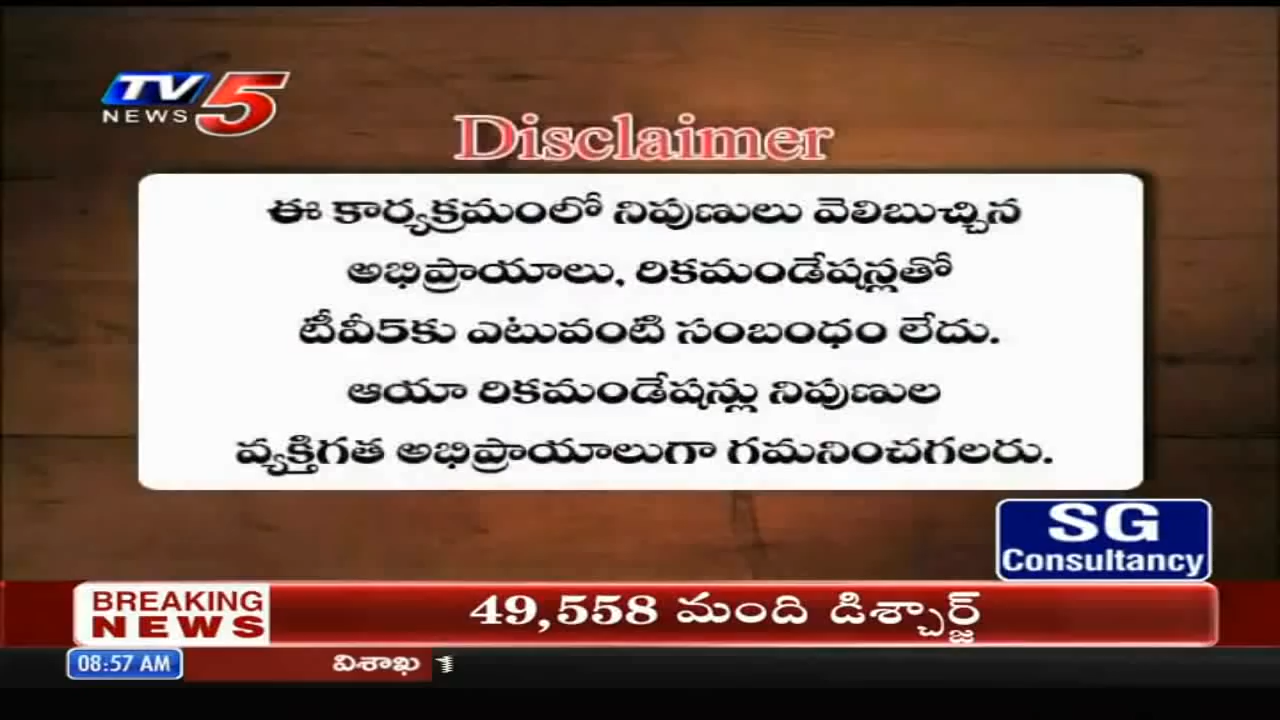 TV5
NEWS
Disclaimer
ఈ కార్యక్రమంలో నిపుణులు వెలిబుచ్చిన
అభిప్రాయాలు, రికమండేషన్లతో
టీవీ5కు ఎటువంటి సంబంధం లేదు.
ఆయా రికమండేషన్లు నిపుణుల
వ్యక్తిగత అభిప్రాయాలుగా గమనించగలరు.
SG
Consultancy
BREAKING
NEWS
49,558 మంది డిశ్చార్జ్
08:57 AM
విశాఖ